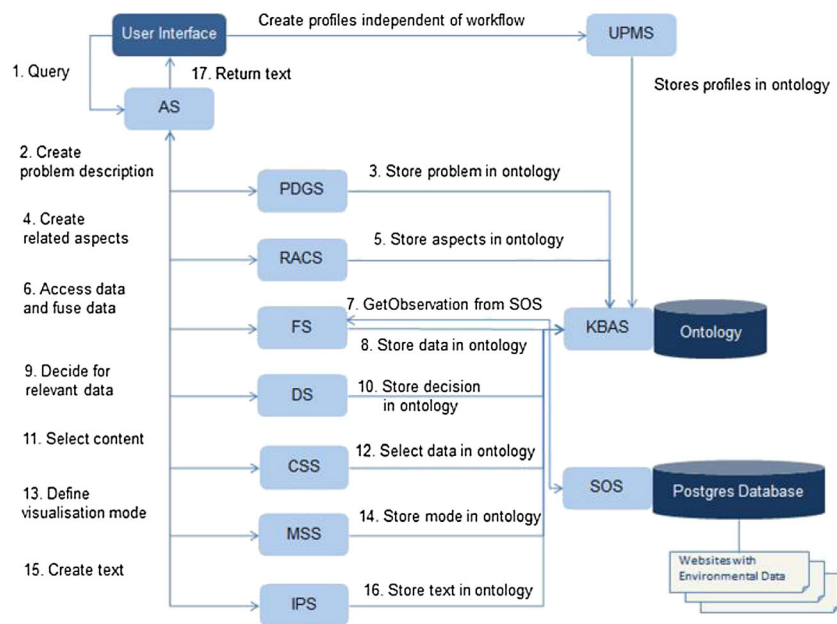 Create profiles independent of workflow
User Interface
UPMS
1. Query
17. Return text
Stores profiles in ontology
AS
2. Create
problem description
3. Store problem in ontology
PDGS
4. Create
related aspects
5. Store aspects in ontology
RACS
6. Access data
and fuse data
7. GetObservation from SOS
FS
KBAS
Ontology
8. Store data in ontology
9. Decide for
relevant data
DS
10. Store decision
in ontology
11. Select content
12. Select data in ontology
CSS
SOS
Postgres Database
13. Define
visualisation mode
14. Store mode in ontology
MSS
Websites with
Environmental Data
15. Create text
16. Store text in ontology
IPS